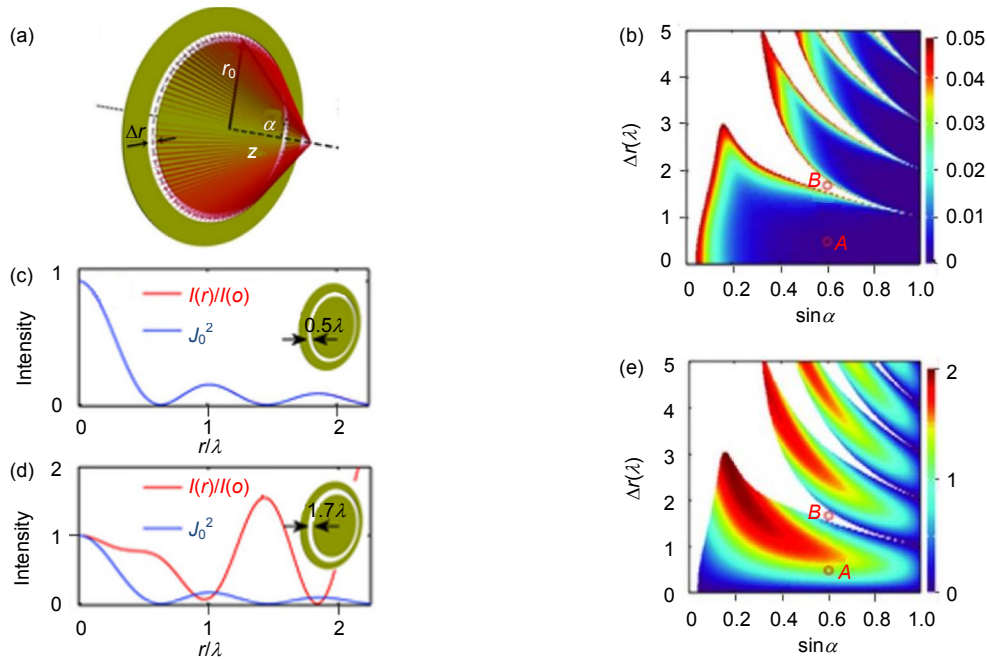 (a)
r0
Δr
α
z
(b)
5
4
3
2
1
0
Δr(λ)
B
A
0
0.2
0.4
0.6
0.8
1.0
sinα
0.05
0.04
0.03
0.02
0.01
0
(c)
1
0
Intensity
I(r)/I(o)
J0²
0.5λ
0
1
2
r/λ
(d)
2
1
0
Intensity
I(r)/I(o)
J0²
1.7λ
0
1
2
r/λ
(e)
5
4
3
2
1
0
Δr(λ)
B
A
0
0.2
0.4
0.6
0.8
1.0
sinα
2
1
0